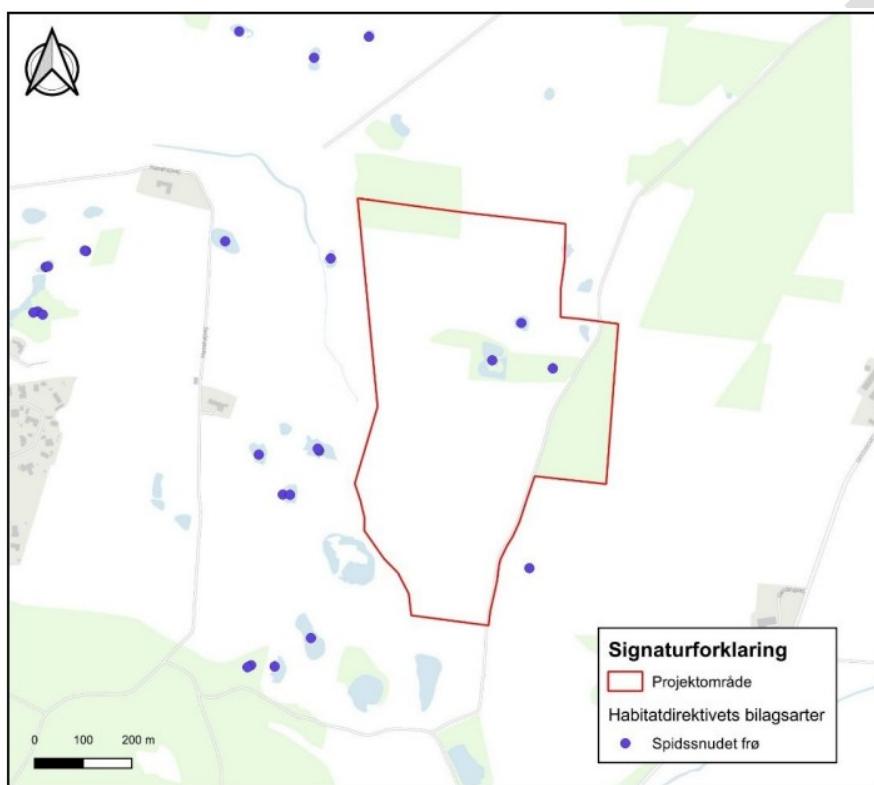 0 100 200 m
Signaturforklaring
Projektområde
Habitatdirektivets bilagsarter
Spidssnudet frø